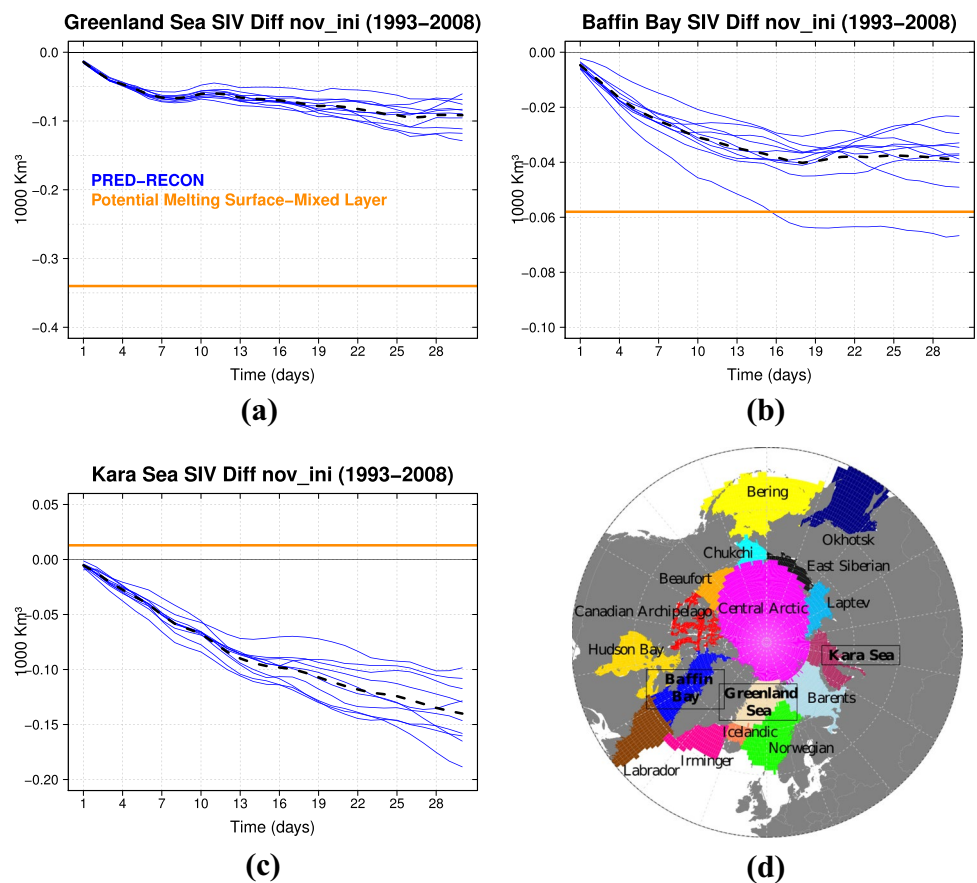 Greenland Sea SIV Diff nov_ini (1993−2008)
0.0
−0.1
−0.2
−0.3
−0.4
1000 Km³
PRED−RECON
Potential Melting Surface−Mixed Layer
1 4 7 10 13 16 19 22 25 28
Time (days)
(a)
Baffin Bay SIV Diff nov_ini (1993−2008)
0.00
−0.02
−0.04
−0.06
−0.08
−0.10
1000 Km³
1 4 7 10 13 16 19 22 25 28
Time (days)
(b)
Kara Sea SIV Diff nov_ini (1993−2008)
0.05
0.00
−0.05
−0.10
−0.15
−0.20
1000 Km³
1 4 7 10 13 16 19 22 25 28
Time (days)
(c)
Bering
Okhotsk
Chukchi
East Siberian
Beaufort
Laptev
Canadian Archipelago
Central Arctic
Hudson Bay
Kara Sea
Baffin
Bay
Greenland
Sea
Barents
Icelandic
Norwegian
Irminger
Labrador
(d)